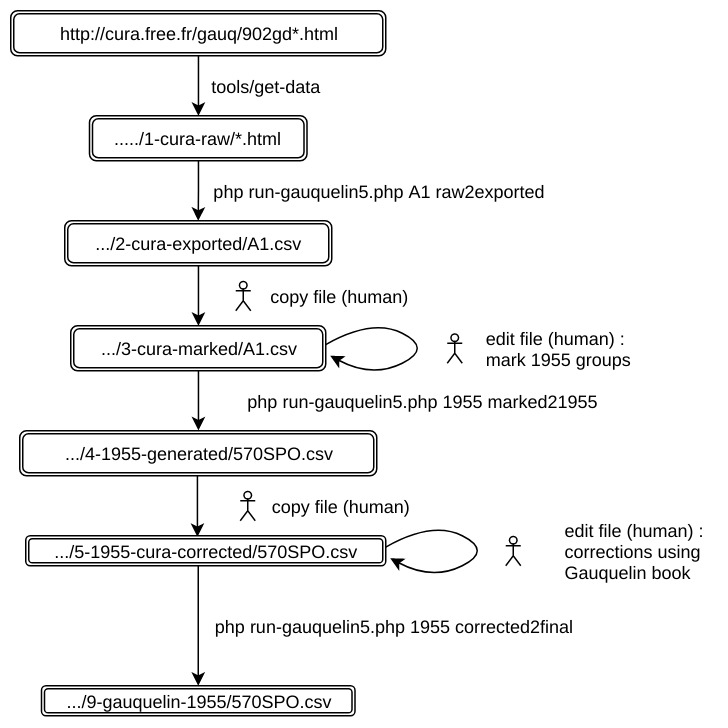 http://cura.free.fr/gauq/902gd*.html
tools/get-data
...../1-cura-raw/*.html
php run-gauquelin5.php A1 raw2exported
.../2-cura-exported/A1.csv
copy file (human)
.../3-cura-marked/A1.csv
edit file (human) :
mark 1955 groups
php run-gauquelin5.php 1955 marked21955
.../4-1955-generated/570SPO.csv
copy file (human)
.../5-1955-cura-corrected/570SPO.csv
edit file (human) :
corrections using
Gauquelin book
php run-gauquelin5.php 1955 corrected2final
.../9-gauquelin-1955/570SPO.csv